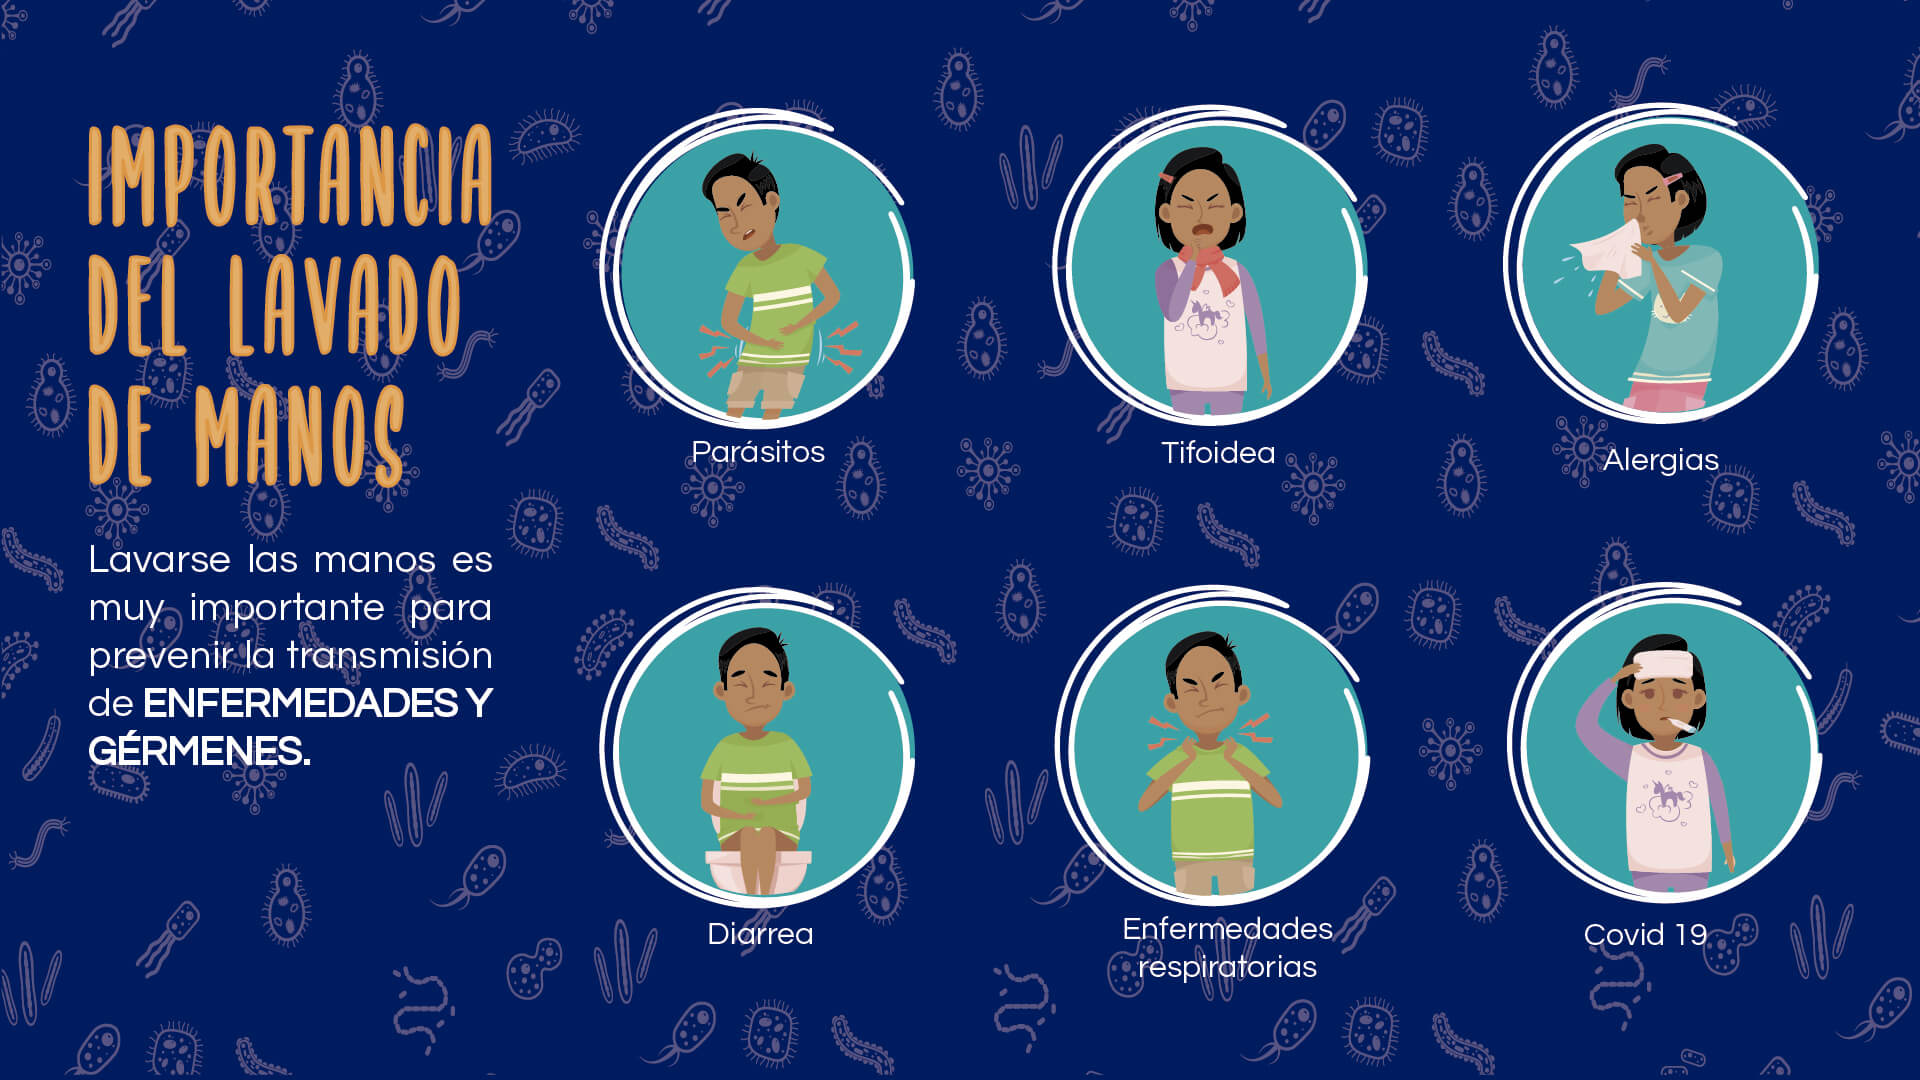 IMPORTANCIA
DEL LAVADO
DE MANOS
Lavarse las manos es
muy importante para
prevenir la transmisión
de ENFERMEDADES Y
GÉRMENES.
Parásitos
Tifoidea
Alergias
Diarrea
Enfermedades
respiratorias
Covid 19